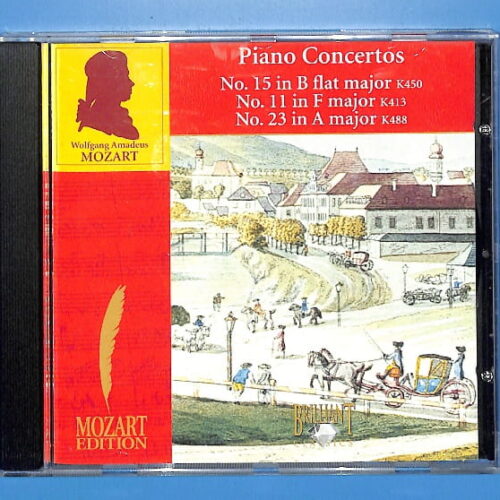 Piano Concertos
No. 15 in B flat major K450
No. 11 in F major K413
No. 23 in A major K488
Wolfgang Amadeus
MOZART
MOZART
EDITION
BRILLIANT